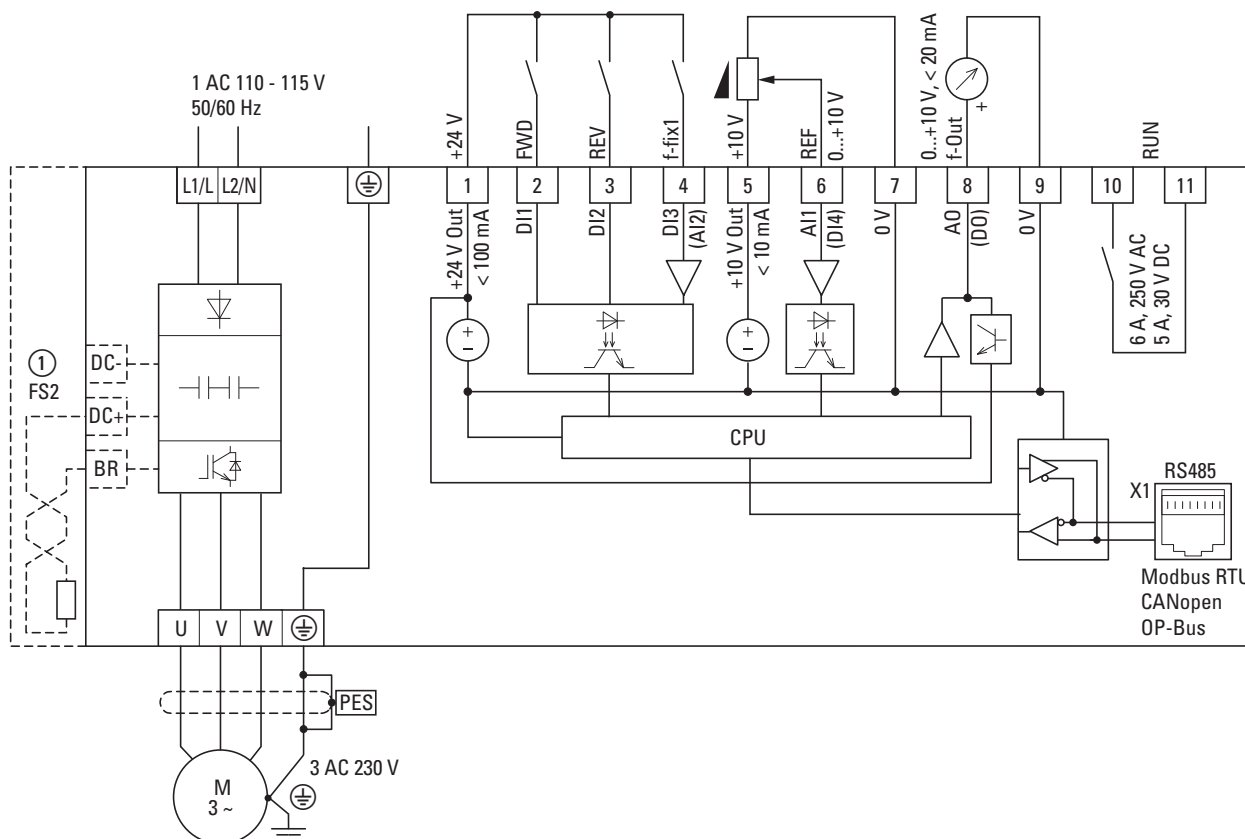 1 AC 110 - 115 V
50/60 Hz
+24 V
FWD
REV
f-fix1
+10 V
REF
0...+10 V
0...+10 V, < 20 mA
f-Out
+
RUN
L1/L
L2/N
1
2
3
4
5
6
7
8
9
10
11
+24 V Out
< 100 mA
DI1
DI2
DI3
(AI2)
+10 V Out
< 10 mA
AI1
(DI4)
0 V
AO
(DO)
0 V
6 A, 250 V AC
5 A, 30 V DC
+
-
+
-
1
FS2
DC-
DC+
BR
CPU
X1
RS485
Modbus RTU
CANopen
OP-Bus
U
V
W
PES
3 AC 230 V
M
3 ~